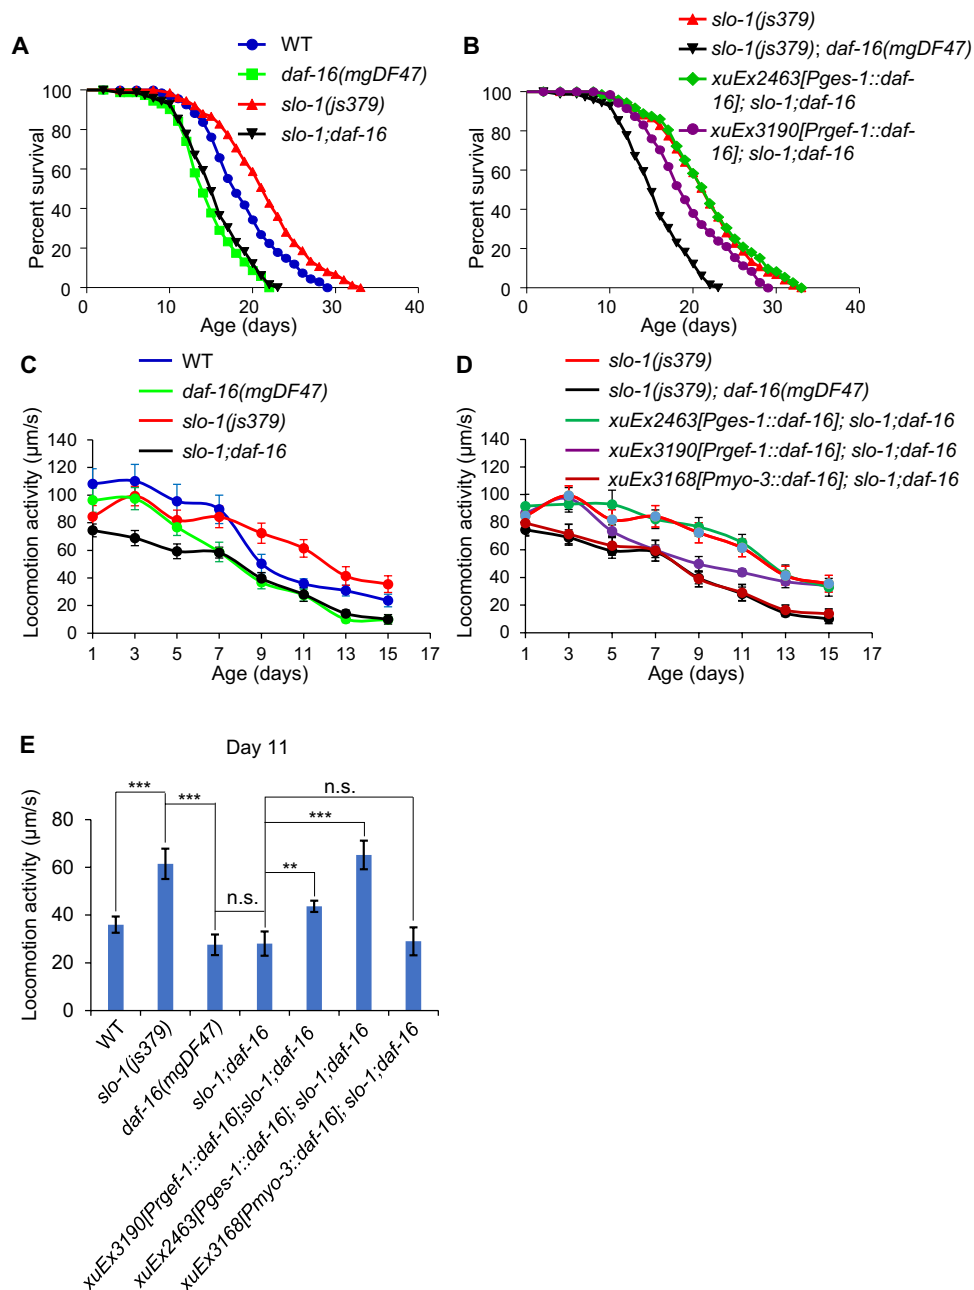 A
WT
daf-16(mgDF47)
slo-1(js379)
slo-1;daf-16
Percent survival
100
80
60
40
20
0
0
10
20
30
40
Age (days)
B
slo-1(js379)
slo-1(js379); daf-16(mgDF47)
xuEx2463[Pges-1::daf-
16]; slo-1;daf-16
xuEx3190[Prgef-1::daf-
16]; slo-1;daf-16
Percent survival
100
80
60
40
20
0
0
10
20
30
40
Age (days)
C
WT
daf-16(mgDF47)
slo-1(js379)
slo-1;daf-16
Locomotion activity (µm/s)
140
120
100
80
60
40
20
0
1
3
5
7
9
11
13
15
17
Age (days)
D
slo-1(js379)
slo-1(js379); daf-16(mgDF47)
xuEx2463[Pges-1::daf-16]; slo-1;daf-16
xuEx3190[Prgef-1::daf-16]; slo-1;daf-16
xuEx3168[Pmyo-3::daf-16]; slo-1;daf-16
Locomotion activity (µm/s)
140
120
100
80
60
40
20
0
1
3
5
7
9
11
13
15
17
Age (days)
E
Day 11
n.s.
***
***
***
**
n.s.
Locomotion activity (µm/s)
80
60
40
20
0
WT
slo-1(js379)
daf-16(mgDF47)
slo-1;daf-16
xuEx3190[Prgef-1::daf-16];slo-1;daf-16
xuEx2463[Pges-1::daf-16]; slo-1;daf-16
xuEx3168[Pmyo-3::daf-16]; slo-1;daf-16